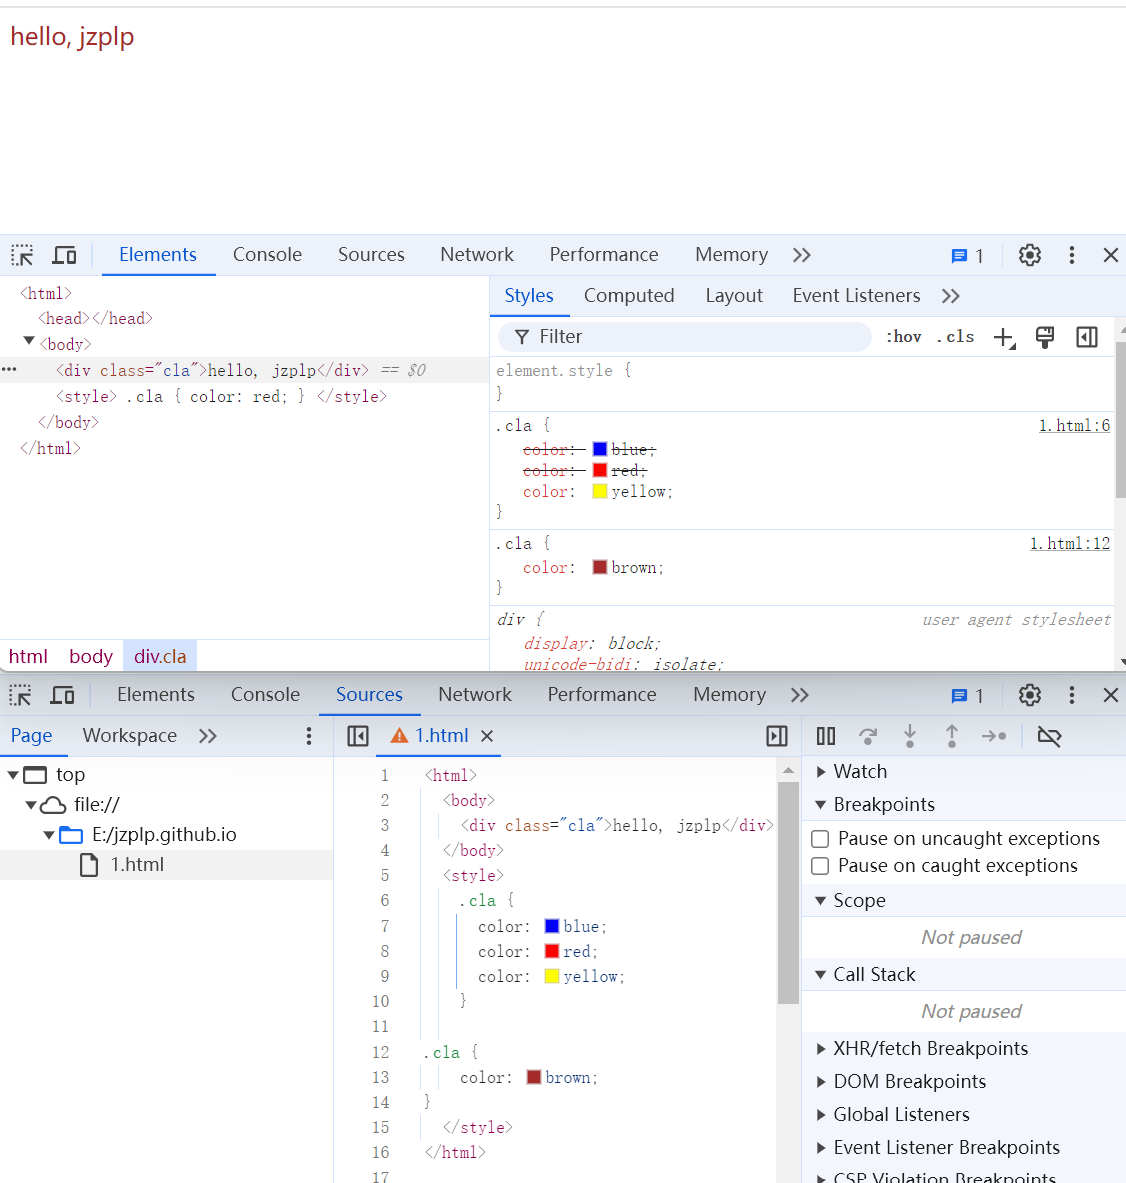 hello, jzplp
Elements Console Sources Network Performance Memory 1
<html>
<head></head>
<body>
<div class="cla">hello, jzplp</div> == $0
<style> .cla { color: red; } </style>
</body>
</html>
html body div.cla
Styles Computed Layout Event Listeners
Filter :hov .cls
element.style {
}
.cla { 1.html:6
color: blue;
color: red;
color: yellow;
}
.cla { 1.html:12
color: brown;
}
div { user agent stylesheet
display: block;
unicode-bidi: isolate;
Elements Console Sources Network Performance Memory 1
Page Workspace
top
file://
E:/jzplp.github.io
1.html
1.html
1 <html>
2 <body>
3 <div class="cla">hello, jzplp</div>
4 </body>
5 <style>
6 .cla {
7 color: blue;
8 color: red;
9 color: yellow;
10 }
11
12 .cla {
13 color: brown;
14 }
15 </style>
16 </html>
17
Watch
Breakpoints
Pause on uncaught exceptions
Pause on caught exceptions
Scope
Not paused
Call Stack
Not paused
XHR/fetch Breakpoints
DOM Breakpoints
Global Listeners
Event Listener Breakpoints
CSP Violation Breakpoints